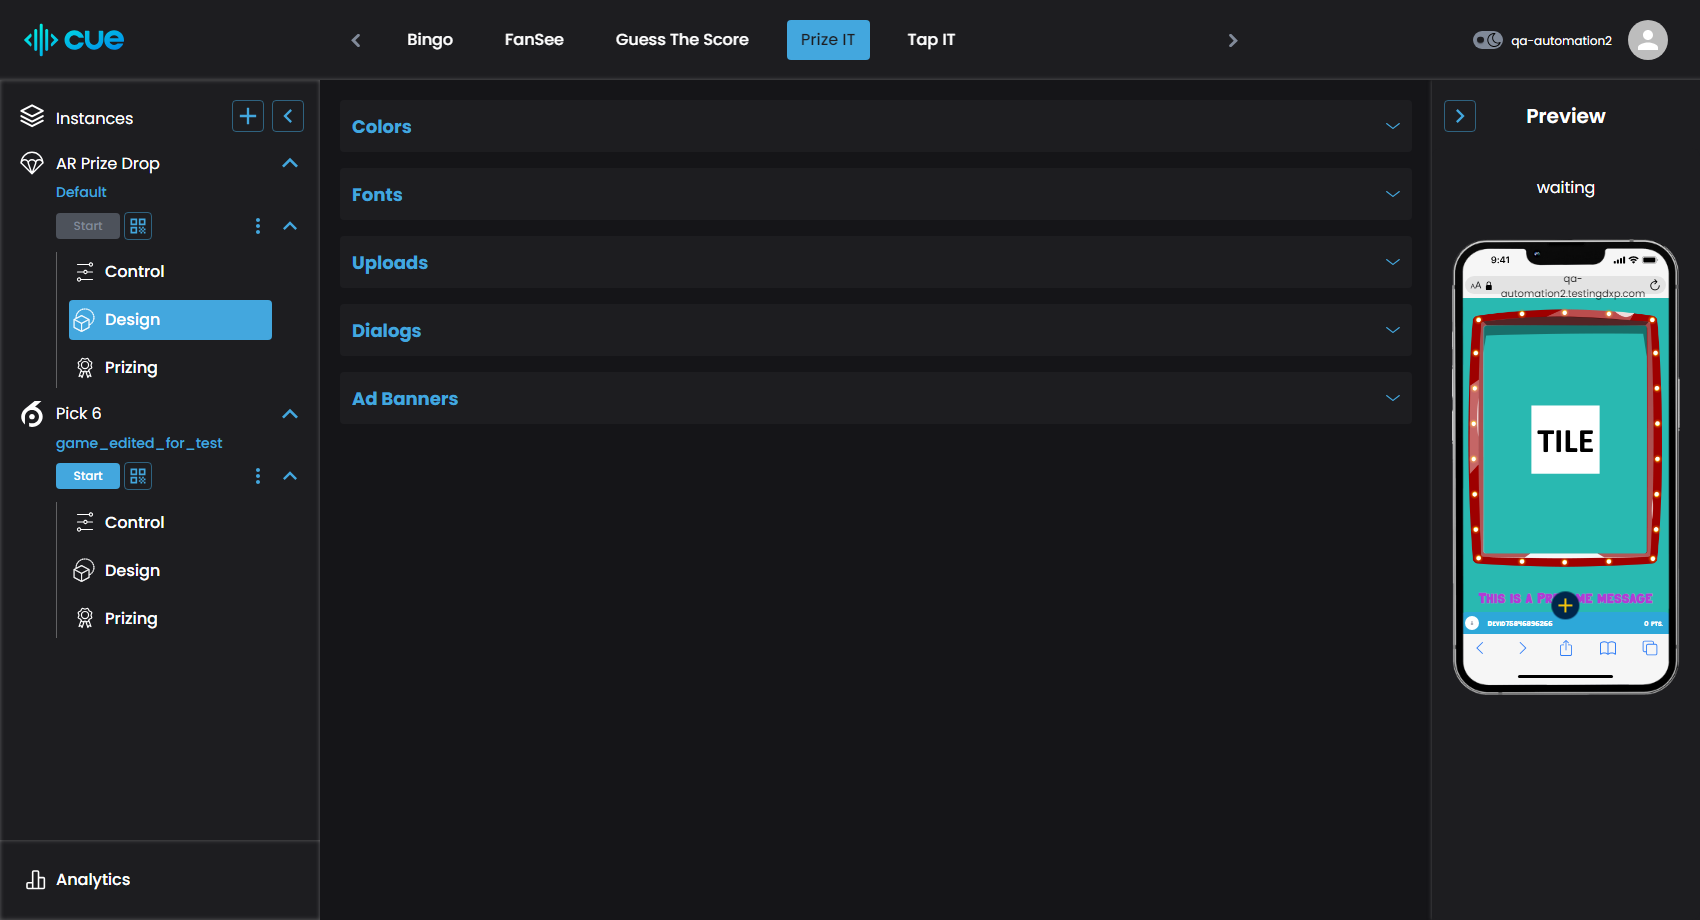 cue
Bingo
FanSee
Guess The Score
Prize IT
Tap IT
qa-automation2
Instances
AR Prize Drop
Default
Start
Control
Design
Prizing
Pick 6
game_edited_for_test
Start
Control
Design
Prizing
Analytics
Colors
Fonts
Uploads
Dialogs
Ad Banners
Preview
waiting
9:41
AA
qa-
automation2.testingdxp.com
TILE
This is a Pr me message
0 PTS.